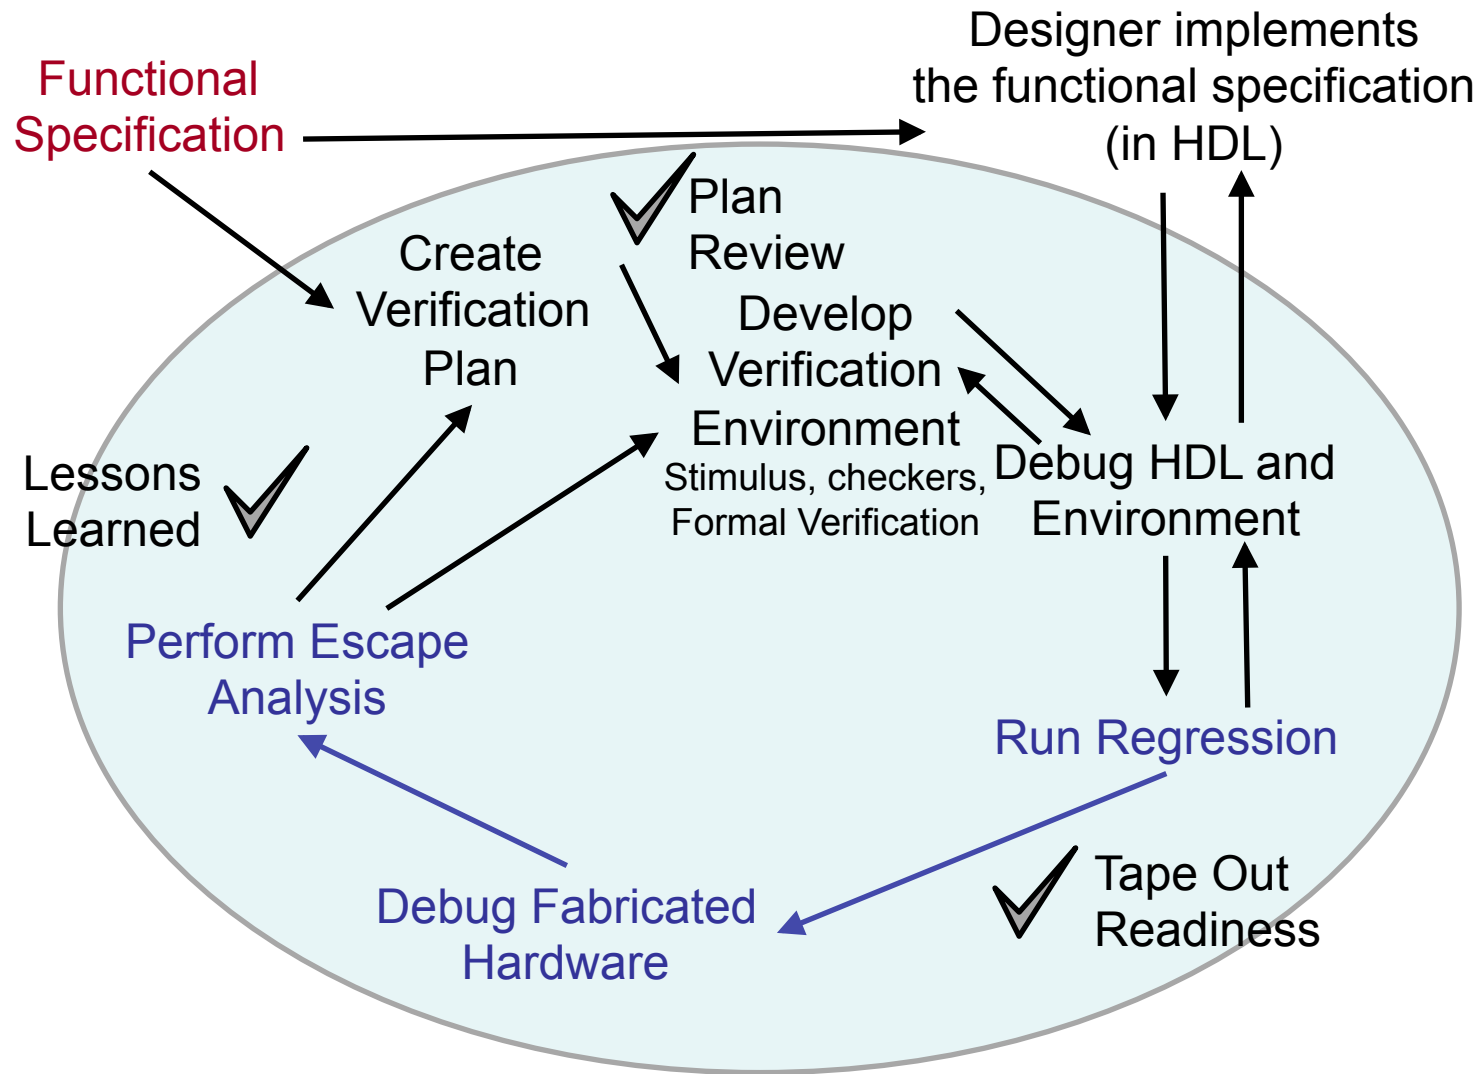 Functional
Specification
Designer implements
the functional specification
(in HDL)
Plan
Review
Create
Verification
Plan
Develop
Verification
Environment
Stimulus, checkers,
Formal Verification
Debug HDL and
Environment
Lessons
Learned
Perform Escape
Analysis
Run Regression
Debug Fabricated
Hardware
Tape Out
Readiness